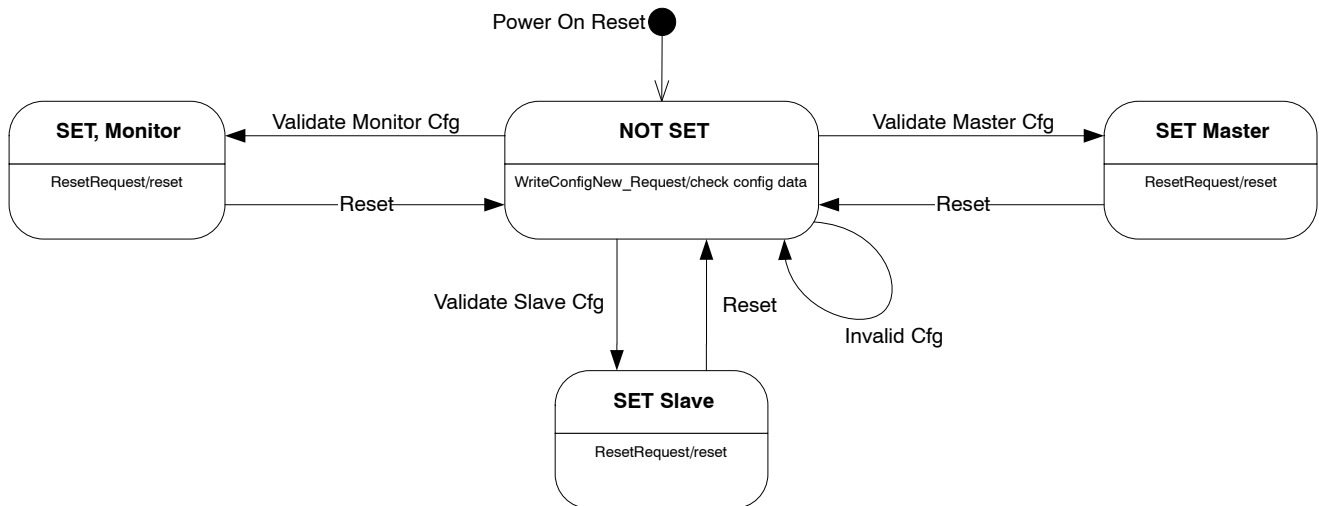 Power On Reset
SET, Monitor
ResetRequest/reset
Validate Monitor Cfg
Reset
NOT SET
WriteConfigNew_Request/check config data
Validate Master Cfg
Reset
SET Master
ResetRequest/reset
Validate Slave Cfg
Reset
Invalid Cfg
SET Slave
ResetRequest/reset